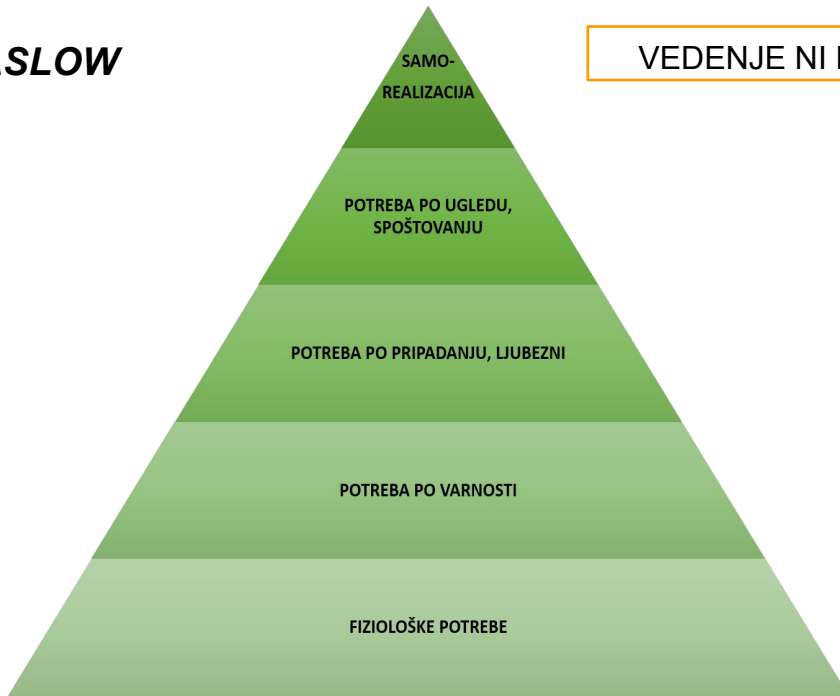 ASLOW
VEDENJE NI
SAMO-
REALIZACIJA
POTREBA PO UGLEDU,
SPOŠTOVANJU
POTREBA PO PRIPADANJU, LJUBEZNI
POTREBA PO VARNOSTI
FIZIOLOŠKE POTREBE